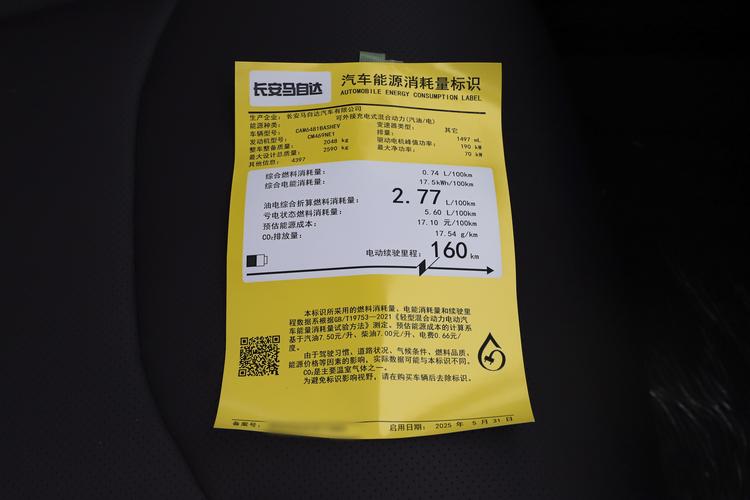 长安马自达
汽车能源消耗量标识
AUTOMOBILE ENERGY CONSUMPTION LABEL
生产企业: 长安马自达汽车有限公司
能源种类: 可外接充电式混合动力(汽油/电)
车辆型号: CAM6481BASHEV 变速器类型: 其它
发动机型号: CM469NE1 排量: 1497 mL
整车整备质量: 2048 kg 驱动电机峰值功率: 190 kW
最大设计总质量: 2590 kg 最大净功率: 70 kW
其他信息: 4397
综合燃料消耗量: 0.74 L/100km
综合电能消耗量: 17.5kWh/100km
油电综合折算燃料消耗量: 2.77 L/100km
亏电状态燃料消耗量: 5.60 L/100km
预估能源成本: 17.10 元/100km
CO₂排放量: 17.54 g/km
电动续驶里程: 160 km
本标识所采用的燃料消耗量、电能消耗量和续驶里
程数据系根据GB/T19753—2021《轻型混合动力电动汽
车能量消耗量试验方法》测定。预估能源成本的计算系
基于汽油7.50元/升、柴油7.00元/升、电费0.66元/
度。
由于驾驶习惯、道路状况、气候条件、燃料品质、
能源价格等因素的影响，实际数据可能与本标识不同。
CO₂是主要温室气体之一。
为避免标识影响视野，请在购买车辆后去除标识。
备案号: 启用日期: 2025 年 5 月 31 日